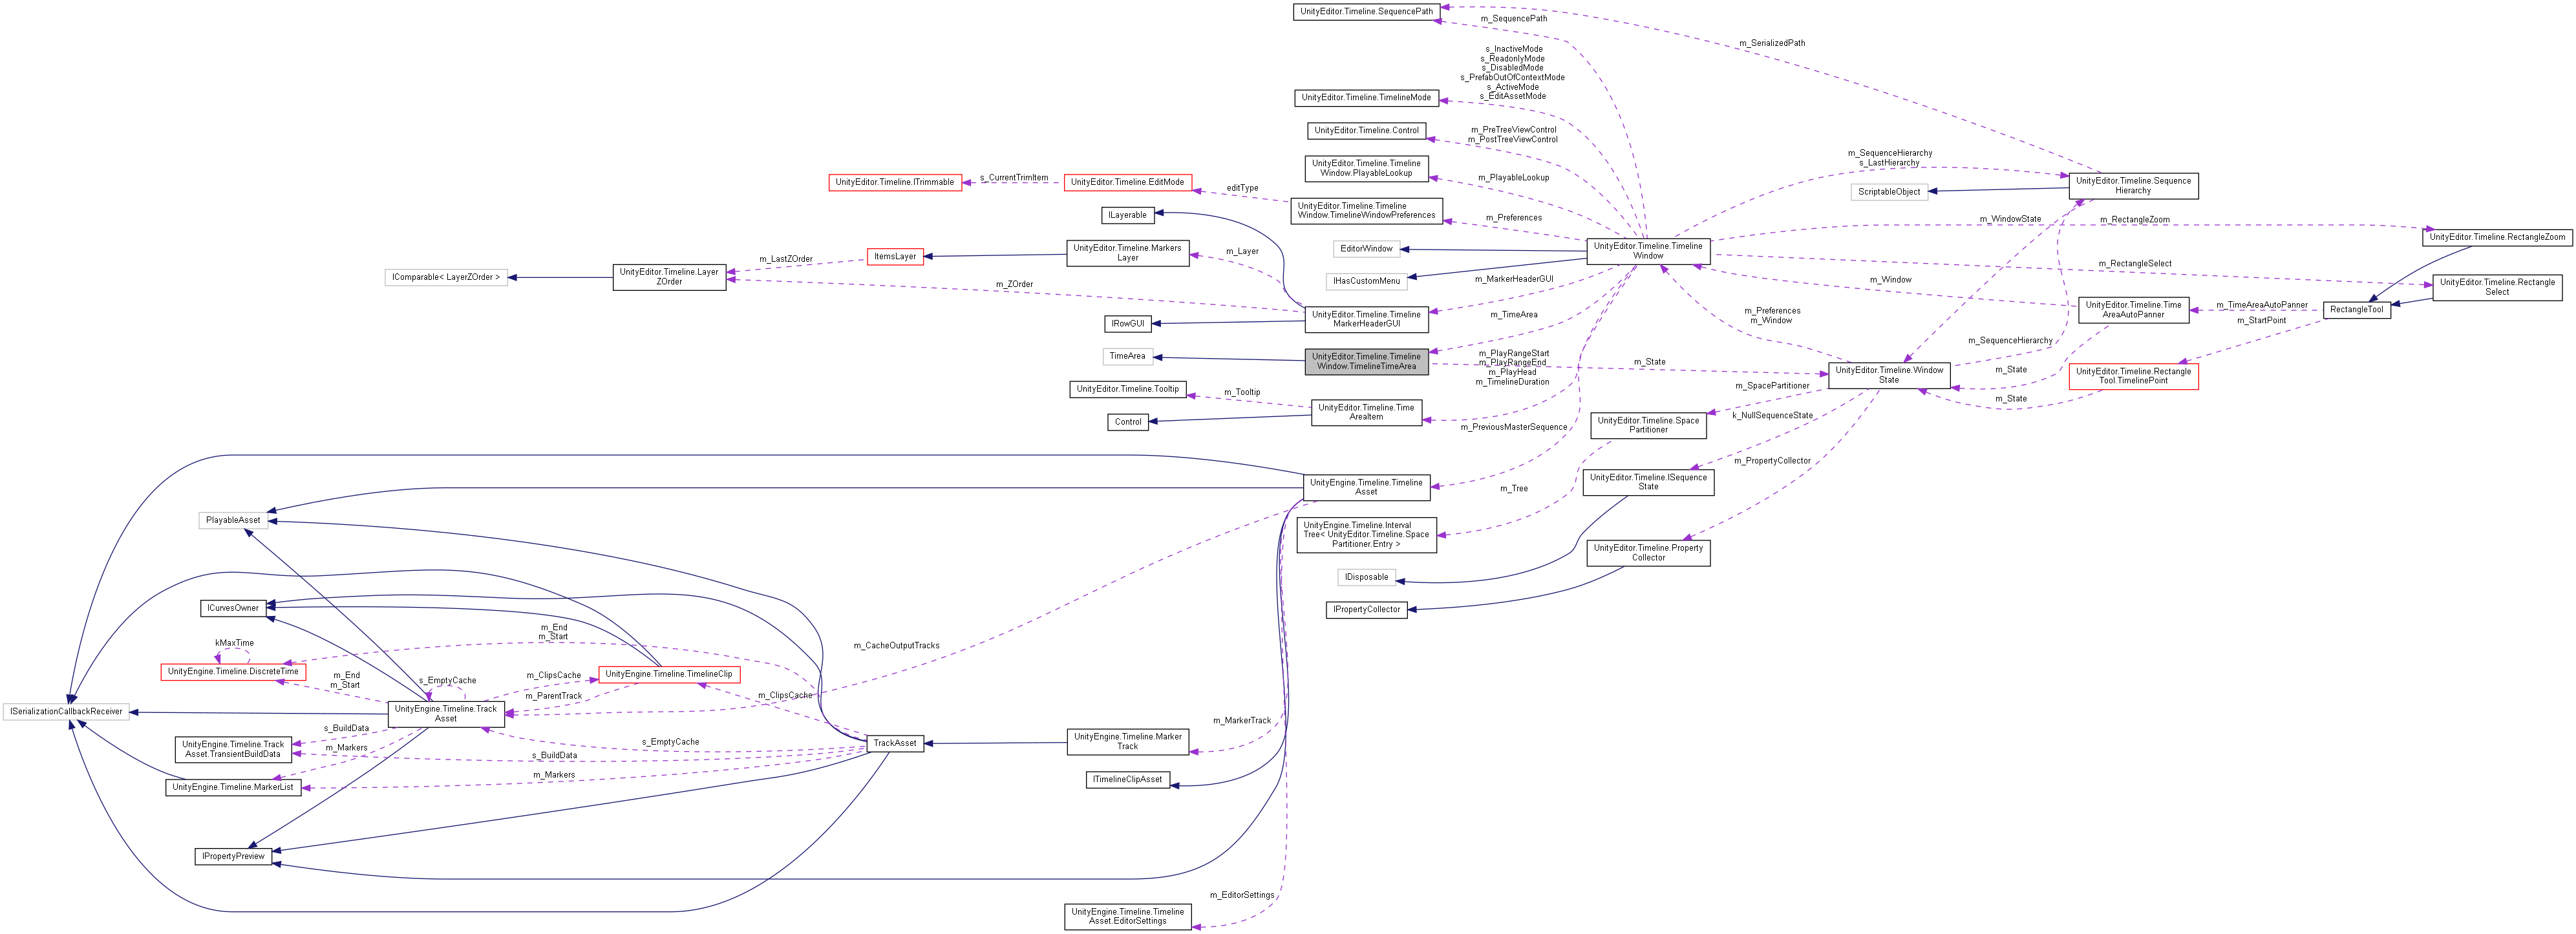 UnityEditor.Timeline.SequencePath
m_SequencePath
m_SerializedPath
s_InactiveMode
s_ReadonlyMode
s_DisabledMode
s_PrefabOutOfContextMode
s_ActiveMode
s_EditAssetMode
UnityEditor.Timeline.TimelineMode
UnityEditor.Timeline.Control
m_PreTreeViewControl
m_PostTreeViewControl
UnityEditor.Timeline.Timeline
Window.PlayableLookup
m_PlayableLookup
m_SequenceHierarchy
s_LastHierarchy
UnityEditor.Timeline.ITrimmable
s_CurrentTrimItem
UnityEditor.Timeline.EditMode
editType
UnityEditor.Timeline.Timeline
Window.TimelineWindowPreferences
m_Preferences
ScriptableObject
UnityEditor.Timeline.Sequence
Hierarchy
ILayerable
m_WindowState
m_RectangleZoom
UnityEditor.Timeline.RectangleZoom
IComparable< LayerZOrder >
UnityEditor.Timeline.Layer
ZOrder
m_LastZOrder
ItemsLayer
UnityEditor.Timeline.Markers
Layer
m_Layer
m_ZOrder
EditorWindow
IHasCustomMenu
UnityEditor.Timeline.Timeline
Window
m_MarkerHeaderGUI
m_RectangleSelect
m_Window
UnityEditor.Timeline.Rectangle
Select
IRowGUI
UnityEditor.Timeline.Timeline
MarkerHeaderGUI
m_TimeArea
m_Preferences
m_Window
UnityEditor.Timeline.Time
AreaAutoPanner
m_TimeAreaAutoPanner
m_StartPoint
RectangleTool
TimeArea
UnityEditor.Timeline.Timeline
Window.TimelineTimeArea
m_PlayRangeStart
m_PlayRangeEnd
m_PlayHead
m_TimelineDuration
m_State
m_SequenceHierarchy
m_State
UnityEditor.Timeline.Window
State
UnityEditor.Timeline.Rectangle
Tool.TimelinePoint
m_State
UnityEditor.Timeline.Tooltip
m_Tooltip
Control
UnityEditor.Timeline.Time
AreaItem
m_SpacePartitioner
k_NullSequenceState
m_PreviousMasterSequence
UnityEditor.Timeline.Space
Partitioner
m_PropertyCollector
UnityEngine.Timeline.Timeline
Asset
m_Tree
UnityEditor.Timeline.ISequence
State
PlayableAsset
UnityEngine.Timeline.Interval
Tree< UnityEditor.Timeline.Space
Partitioner.Entry >
UnityEditor.Timeline.Property
Collector
IDisposable
IPropertyCollector
ICurvesOwner
m_End
m_Start
kMaxTime
UnityEngine.Timeline.DiscreteTime
m_End
m_Start
s_EmptyCache
m_ClipsCache
m_ParentTrack
UnityEngine.Timeline.TimelineClip
m_ClipsCache
m_CacheOutputTracks
ISerializationCallbackReceiver
UnityEngine.Timeline.Track
Asset
s_BuildData
m_Markers
UnityEngine.Timeline.Track
Asset.TransientBuildData
s_EmptyCache
s_BuildData
m_Markers
TrackAsset
UnityEngine.Timeline.Marker
Track
m_MarkerTrack
UnityEngine.Timeline.MarkerList
ITimelineClipAsset
IPropertyPreview
m_EditorSettings
UnityEngine.Timeline.Timeline
Asset.EditorSettings